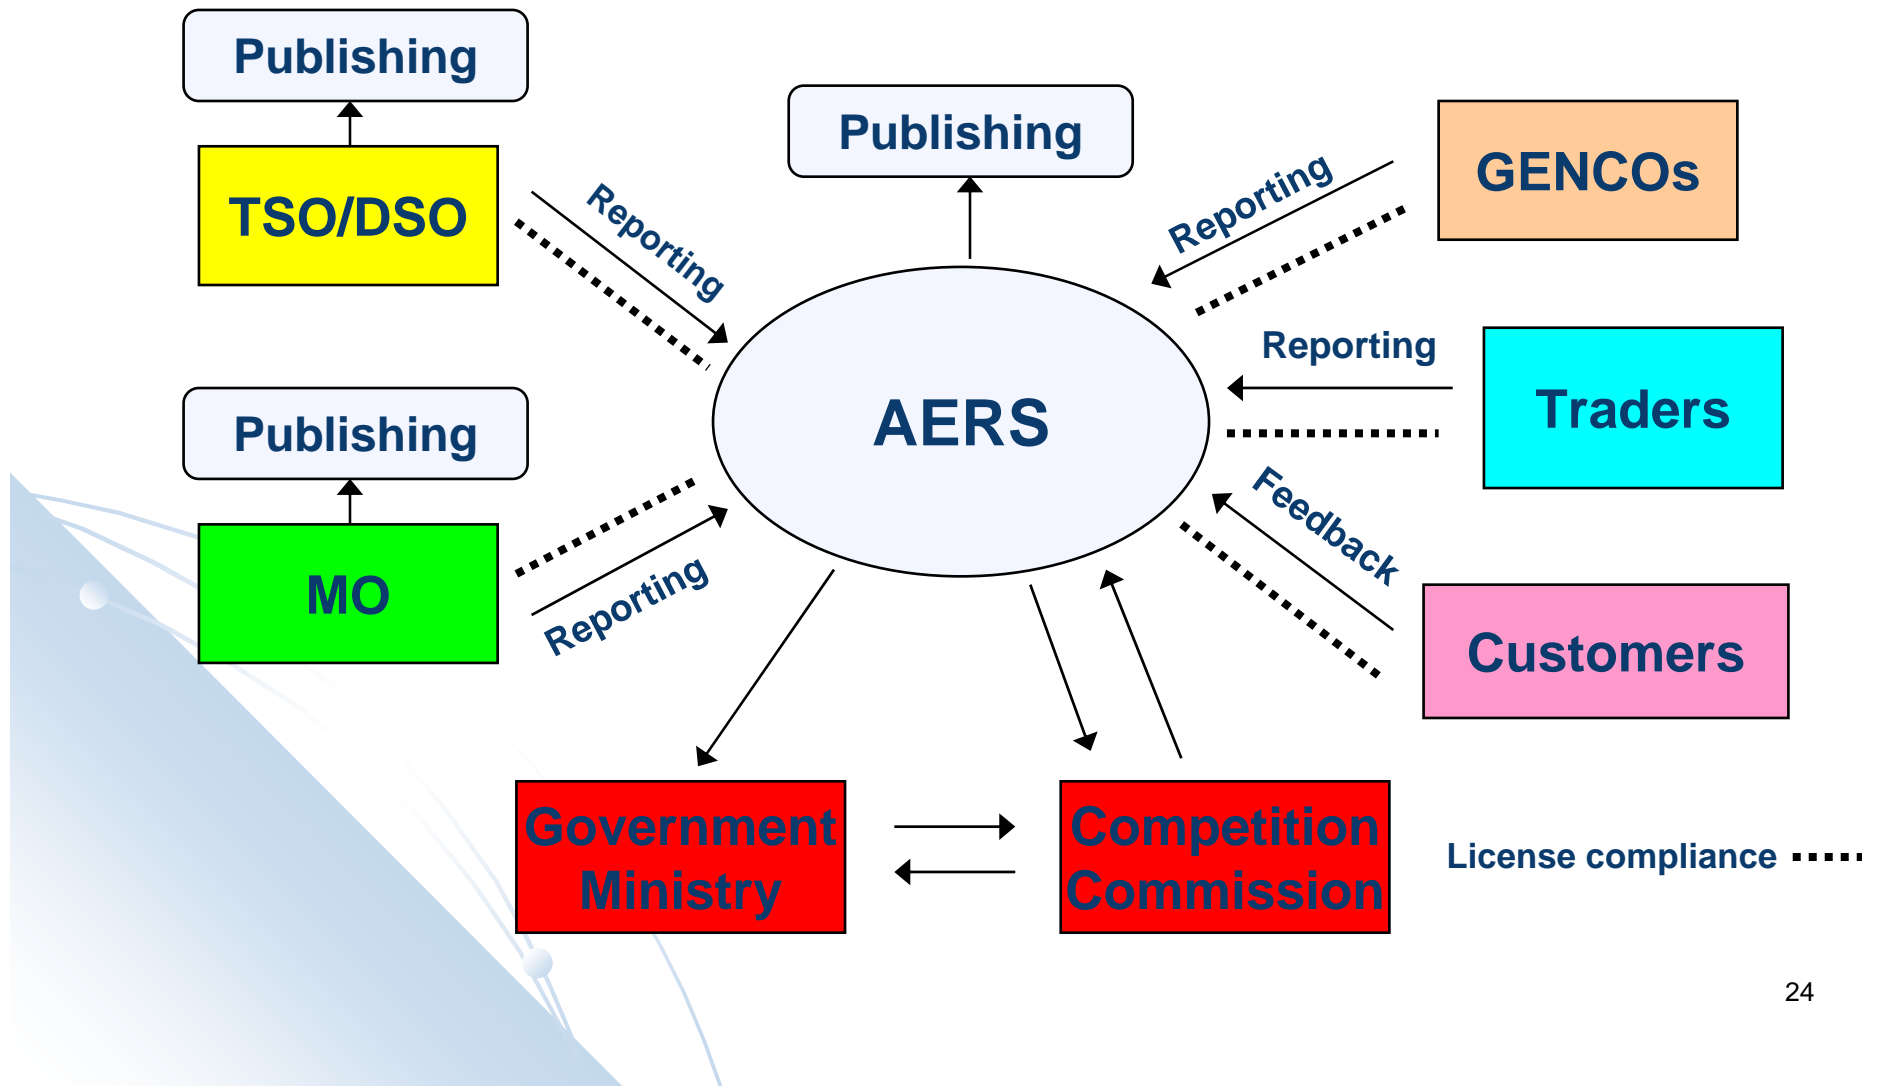 Publishing
TSO/DSO
Reporting
Publishing
Reporting
GENCOs
Reporting
Traders
AERS
Publishing
MO
Reporting
Feedback
Customers
Government
Ministry
Competition
Commission
License compliance
24